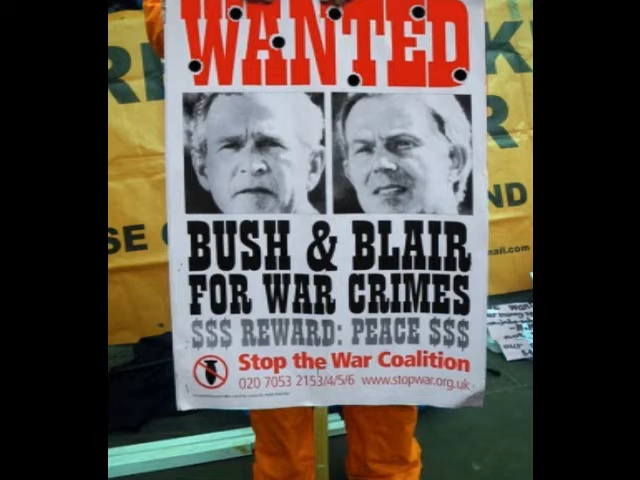 WANTED
BUSH & BLAIR
FOR WAR CRIMES
$$$ REWARD: PEACE $$$
Stop the War Coalition
020 7053 2153/4/5/6 www.stopwar.org.uk